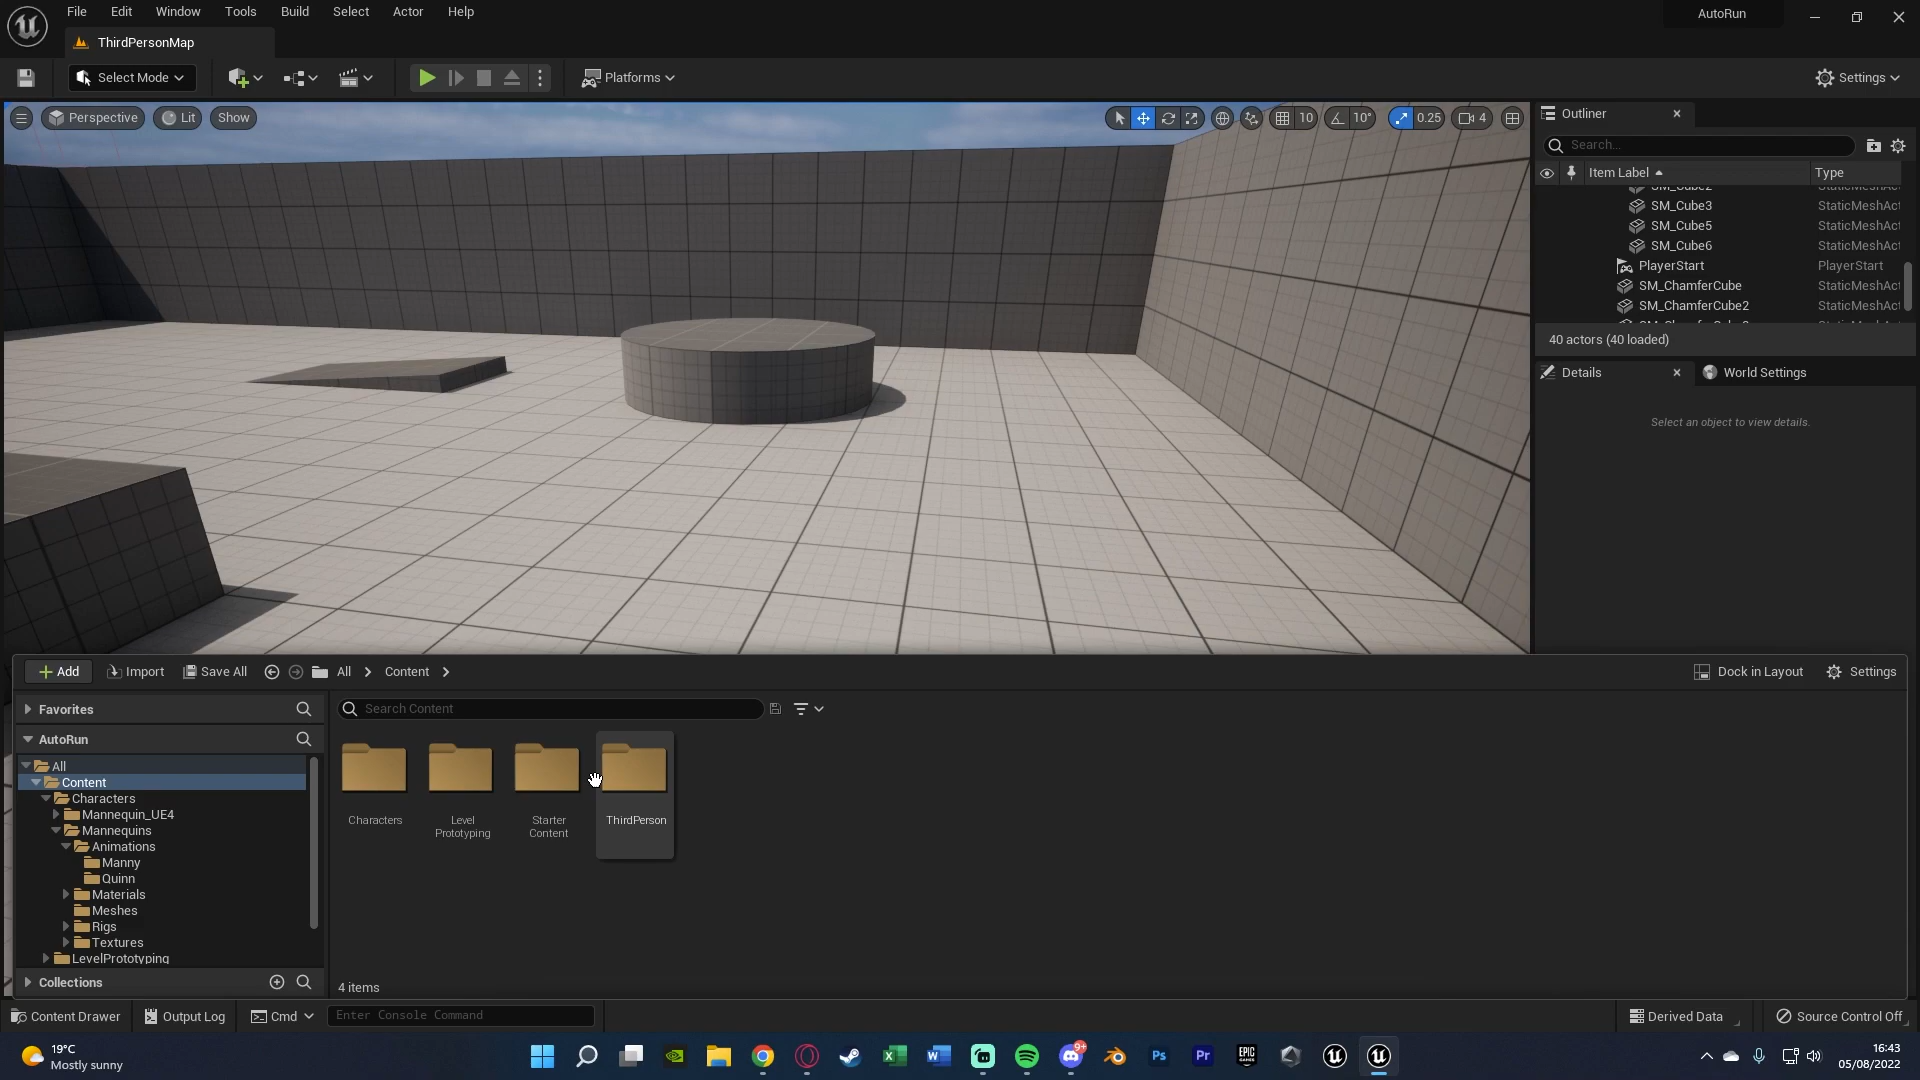 File Edit Window Tools Build Select Actor Help
AutoRun
ThirdPersonMap
Select Mode
Platforms
Settings
Perspective
Lit
Show
10
10°
0.25
4
Outliner
Search...
Item Label
Type
SM_Cube2
StaticMeshAct
SM_Cube3
StaticMeshAct
SM_Cube5
StaticMeshAct
SM_Cube6
StaticMeshAct
PlayerStart
PlayerStart
SM_ChamferCube
StaticMeshAct
SM_ChamferCube2
StaticMeshAct
40 actors (40 loaded)
Details
World Settings
Select an object to view details.
Add
Import
Save All
All
Content
Dock in Layout
Settings
Favorites
AutoRun
All
Content
Characters
Mannequin_UE4
Mannequins
Animations
Manny
Quinn
Materials
Meshes
Rigs
Textures
LevelPrototyping
Collections
Search Content
Characters
Level
Prototyping
Starter
Content
ThirdPerson
4 items
Content Drawer
Output Log
Cmd
Enter Console Command
Derived Data
Source Control Off
19°C
Mostly sunny
9+
Ps
Pr
EPIC
GAMES
16:43
05/08/2022